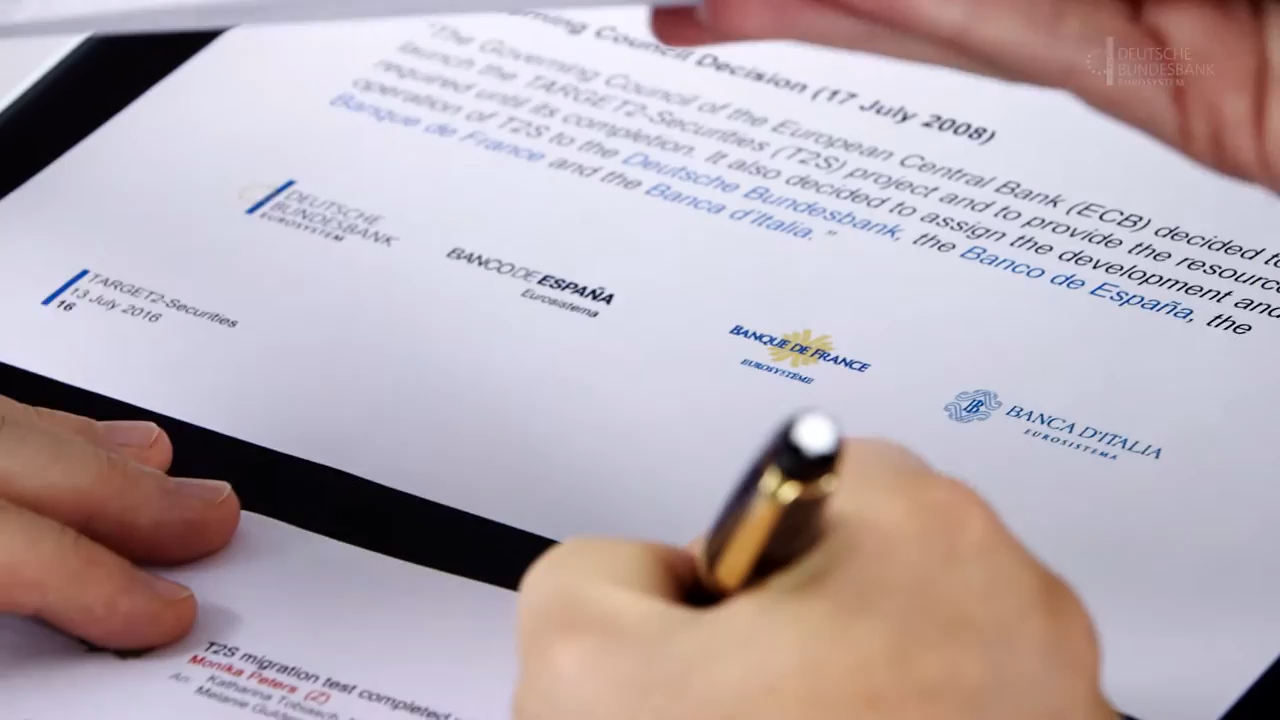 Council Decision (17 July 2008)
"The Governing Council of the European Central Bank (ECB) decided to
launch the TARGET2-Securities (T2S) project and to provide the resources
required until its completion. It also decided to assign the development and
operation of T2S to the Deutsche Bundesbank, the Banco de España, the
Banque de France and the Banca d'Italia."
DEUTSCHE
BUNDESBANK
EUROSYSTEM
BANCO DE ESPAÑA
Eurosistema
BANQUE DE FRANCE
EUROSYSTÈME
BANCA D'ITALIA
EUROSISTEMA
TARGET2-Securities
13 July 2016
16
T2S migration test completed
Monika Peters (Z)
An: Katharina
Melanie
DEUTSCHE
BUNDESBANK
EUROSYSTEM